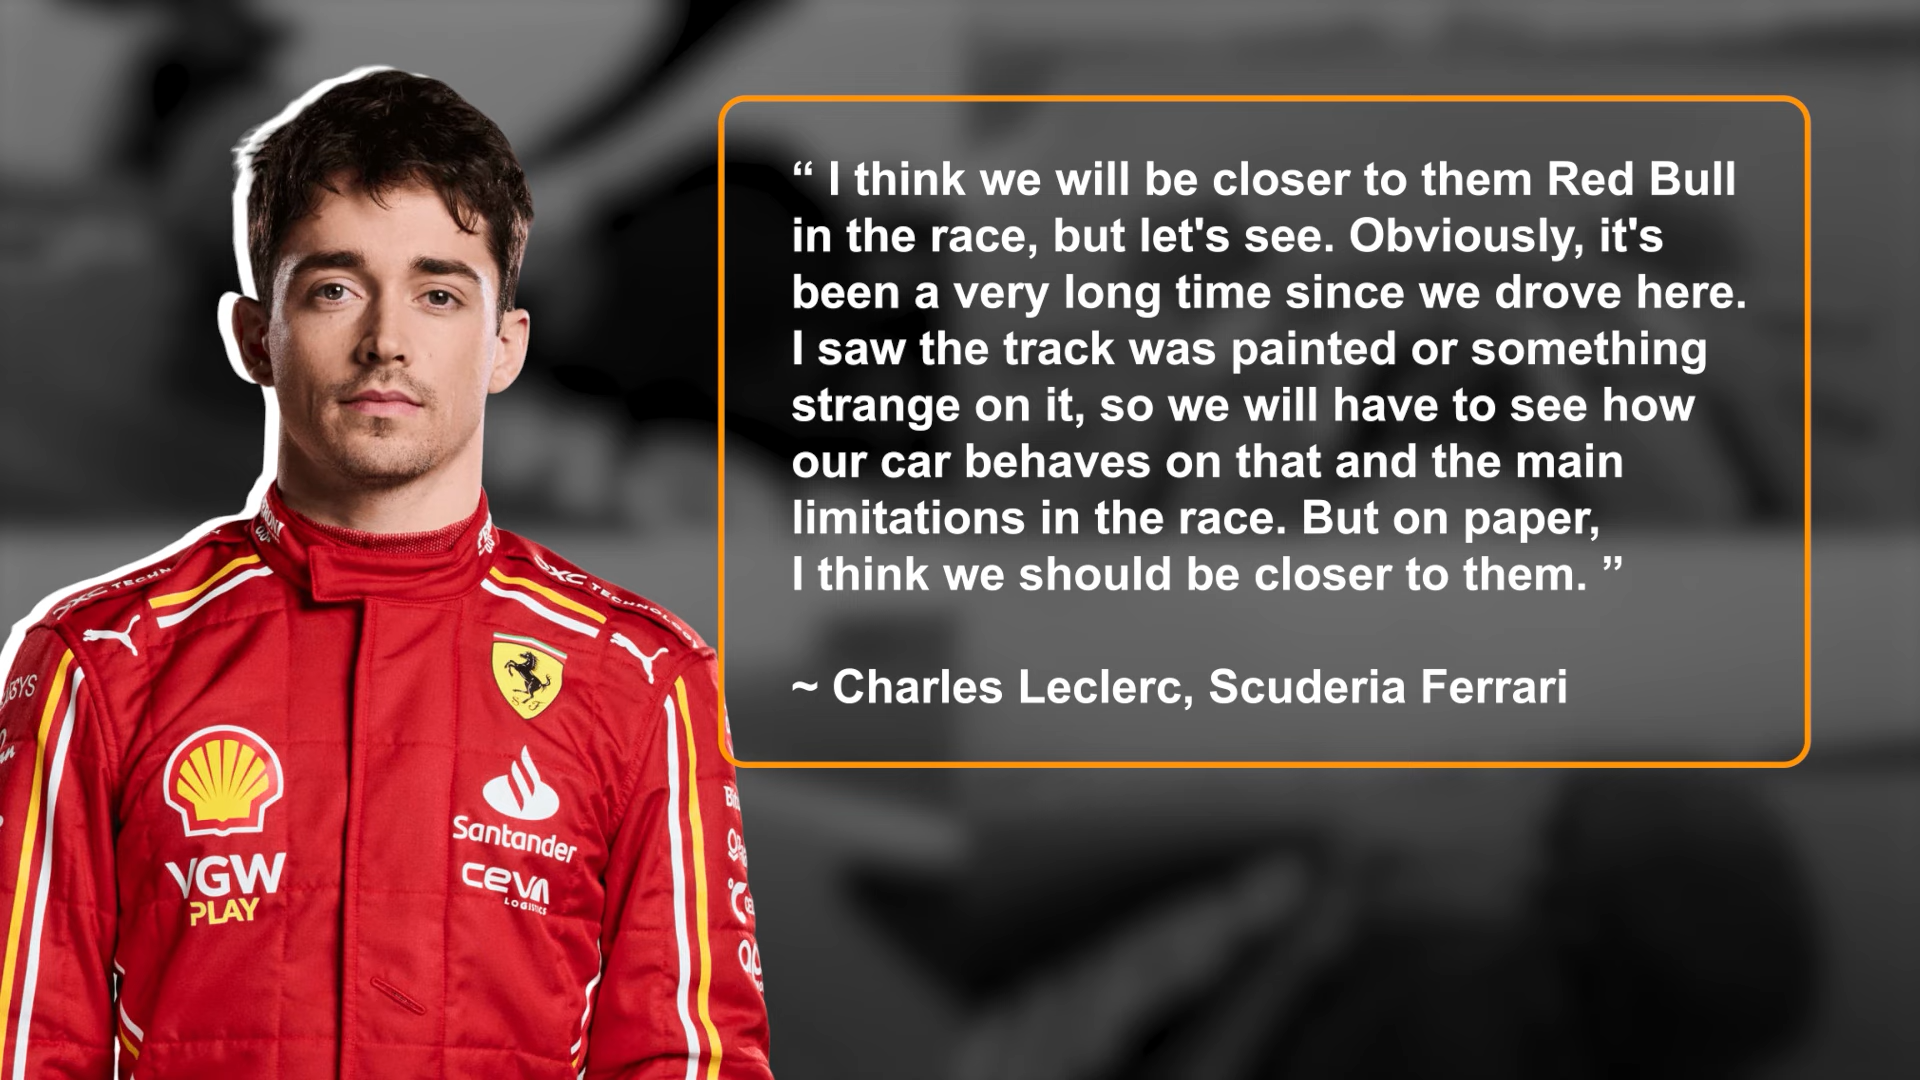 “ I think we will be closer to them Red Bull
in the race, but let's see. Obviously, it's
been a very long time since we drove here.
I saw the track was painted or something
strange on it, so we will have to see how
our car behaves on that and the main
limitations in the race. But on paper,
I think we should be closer to them. ”
~ Charles Leclerc, Scuderia Ferrari
TECHN
TECHNOLOGY
S F
VGW
PLAY
Santander
ceva
LOGISTICS